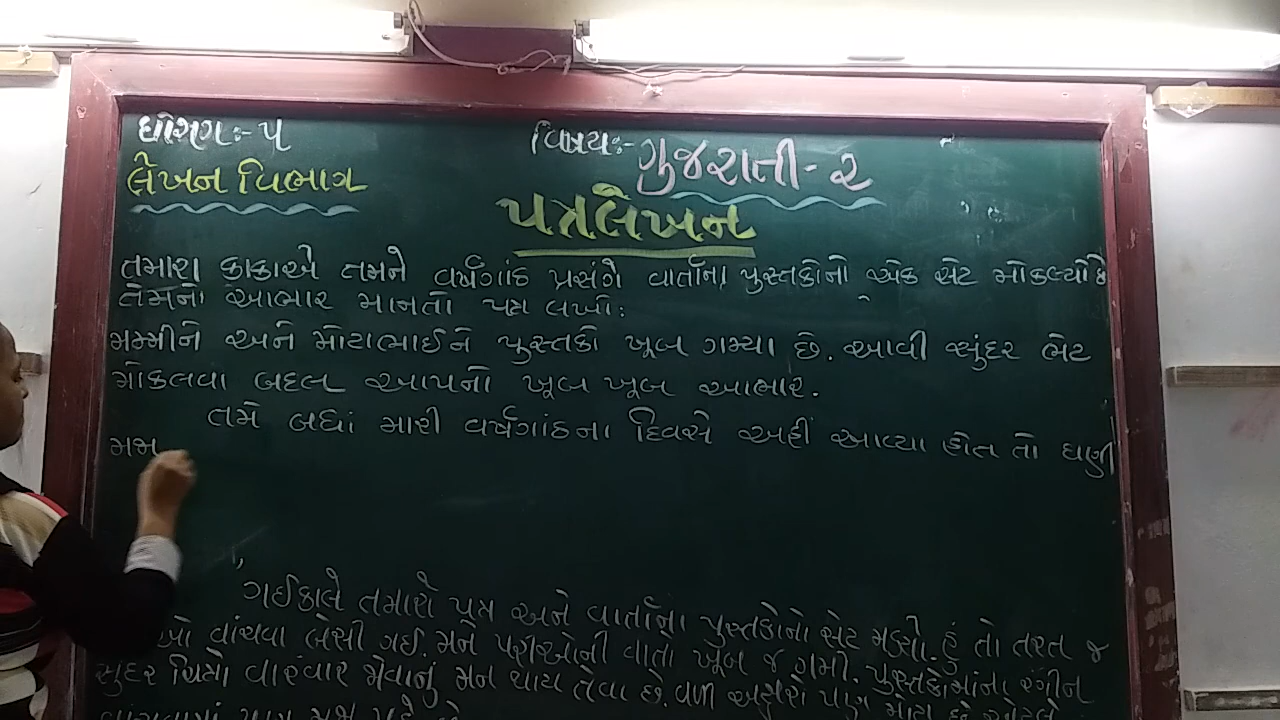 ધોરણ:- ૫
વિષય:- ગુજરાતી - ૨
લેખન વિભાગ
પત્રલેખન
તમારા કાકાએ તમને વર્ષગાંઠ પ્રસંગે વાર્તાના પુસ્તકોનો એક સેટ મોકલ્યો છે
તેમનો આભાર માનતો પત્ર લખો:
મમ્મીને અને મોટાભાઈને પુસ્તકો ખૂબ ગમ્યા છે. આવી સુંદર ભેટ
મોકલવા બદલ આપનો ખૂબ ખૂબ આભાર.
તમે બધાં મારી વર્ષગાંઠના દિવસે અહીં આવ્યા હોત તો ઘણી
મજા
ગઈકાલે તમારો પત્ર અને વાર્તાના પુસ્તકોનો સેટ મળ્યો. હું તો તરત જ
વાંચવા બેસી ગઈ. મને પરીઓની વાતો ખૂબ જ ગમી. પુસ્તકોમાંના રંગીન
સુંદર ચિત્રો વારંવાર જોવાનું મન થાય તેવા છે. વળી અક્ષરો પણ મોટા છે એટલે